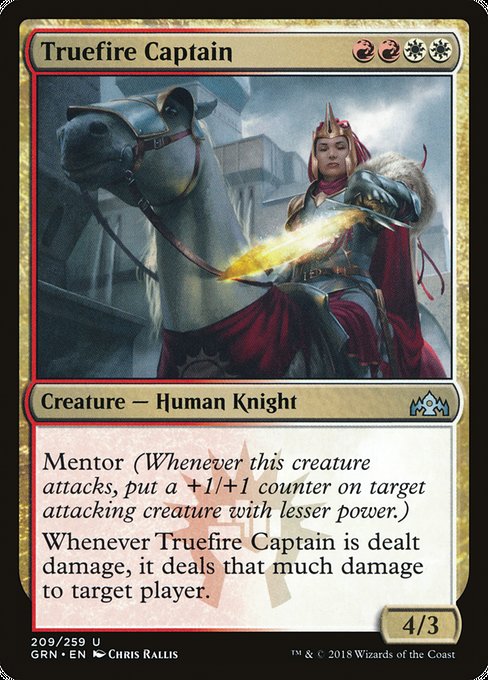 Truefire Captain
Creature — Human Knight
Mentor (Whenever this creature
attacks, put a +1/+1 counter on target
attacking creature with lesser power.)
Whenever Truefire Captain is dealt
damage, it deals that much damage
to target player.
4/3
209/259 U
GRN • EN Chris Rallis
™ & © 2018 Wizards of the Coast